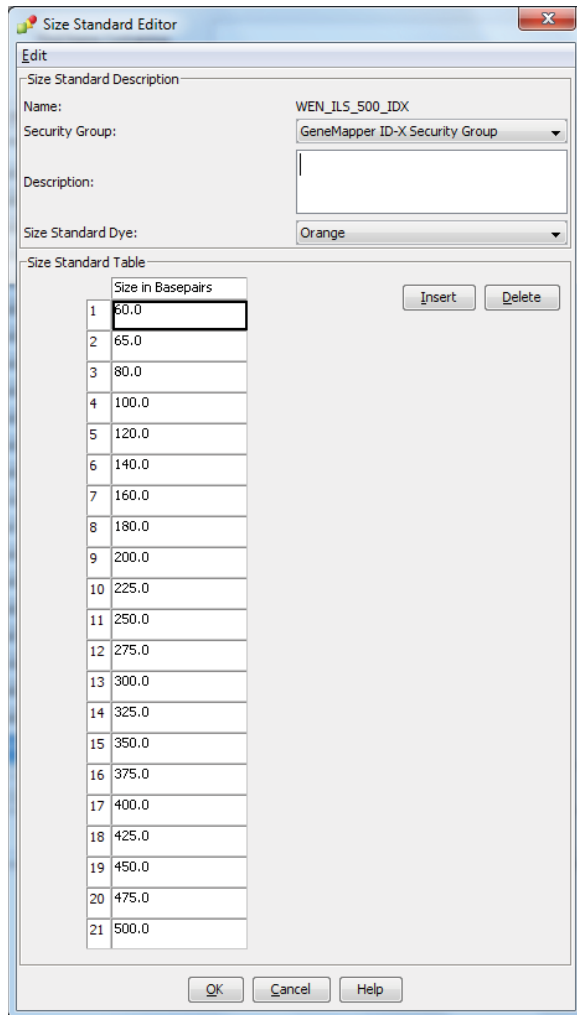 Size Standard Editor
Edit
Size Standard Description
Name: WEN_ILS_500_IDX
Security Group: GeneMapper ID-X Security Group
Description:
Size Standard Dye: Orange
Size Standard Table
Size in Basepairs
Insert Delete
1 60.0
2 65.0
3 80.0
4 100.0
5 120.0
6 140.0
7 160.0
8 180.0
9 200.0
10 225.0
11 250.0
12 275.0
13 300.0
14 325.0
15 350.0
16 375.0
17 400.0
18 425.0
19 450.0
20 475.0
21 500.0
OK Cancel Help